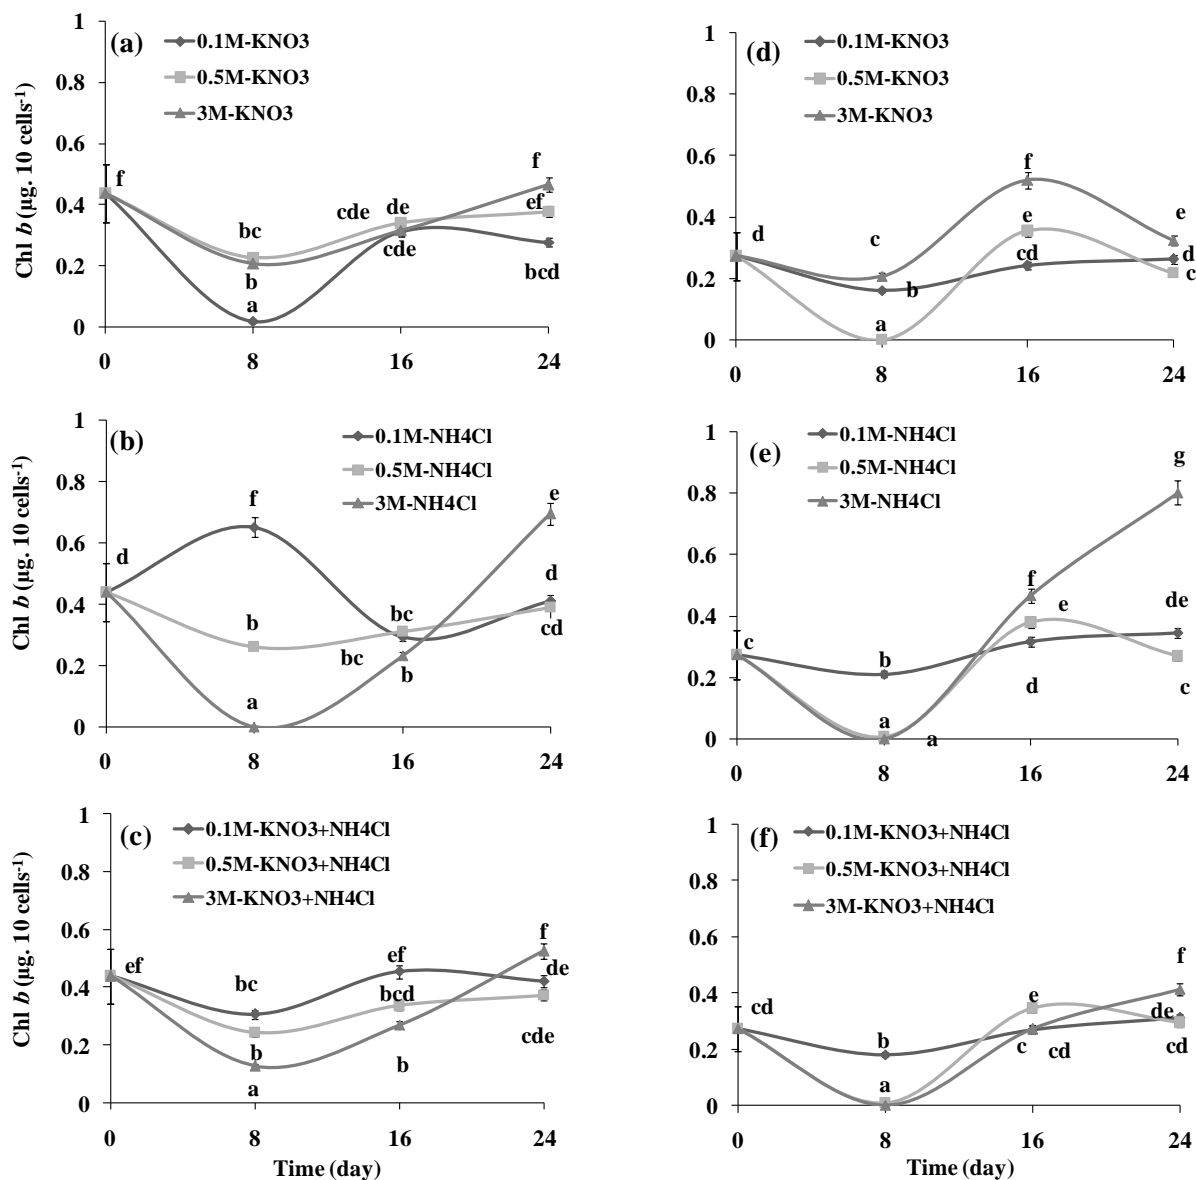 (a)
0.1M-KNO3
0.5M-KNO3
3M-KNO3
Chl b (µg. 10 cells-1)
1
0.8
0.6
0.4
0.2
0
f
bc
b
a
cde
de
cde
f
ef
bcd
0
8
16
24
(d)
0.1M-KNO3
0.5M-KNO3
3M-KNO3
1
0.8
0.6
0.4
0.2
0
d
c
b
a
f
e
cd
e
d
c
0
8
16
24
(b)
0.1M-NH4Cl
0.5M-NH4Cl
3M-NH4Cl
Chl b (µg. 10 cells-1)
1
0.8
0.6
0.4
0.2
0
d
f
b
a
bc
bc
b
e
d
cd
0
8
16
24
(e)
0.1M-NH4Cl
0.5M-NH4Cl
3M-NH4Cl
1
0.8
0.6
0.4
0.2
0
c
b
a
a
f
e
d
g
de
c
0
8
16
24
(c)
0.1M-KNO3+NH4Cl
0.5M-KNO3+NH4Cl
3M-KNO3+NH4Cl
Chl b (µg. 10 cells-1)
1
0.8
0.6
0.4
0.2
0
ef
bc
b
a
ef
bcd
b
f
de
cde
0
8
16
24
Time (day)
(f)
0.1M-KNO3+NH4Cl
0.5M-KNO3+NH4Cl
3M-KNO3+NH4Cl
1
0.8
0.6
0.4
0.2
0
cd
b
a
e
c
cd
f
de
cd
0
8
16
24
Time (day)